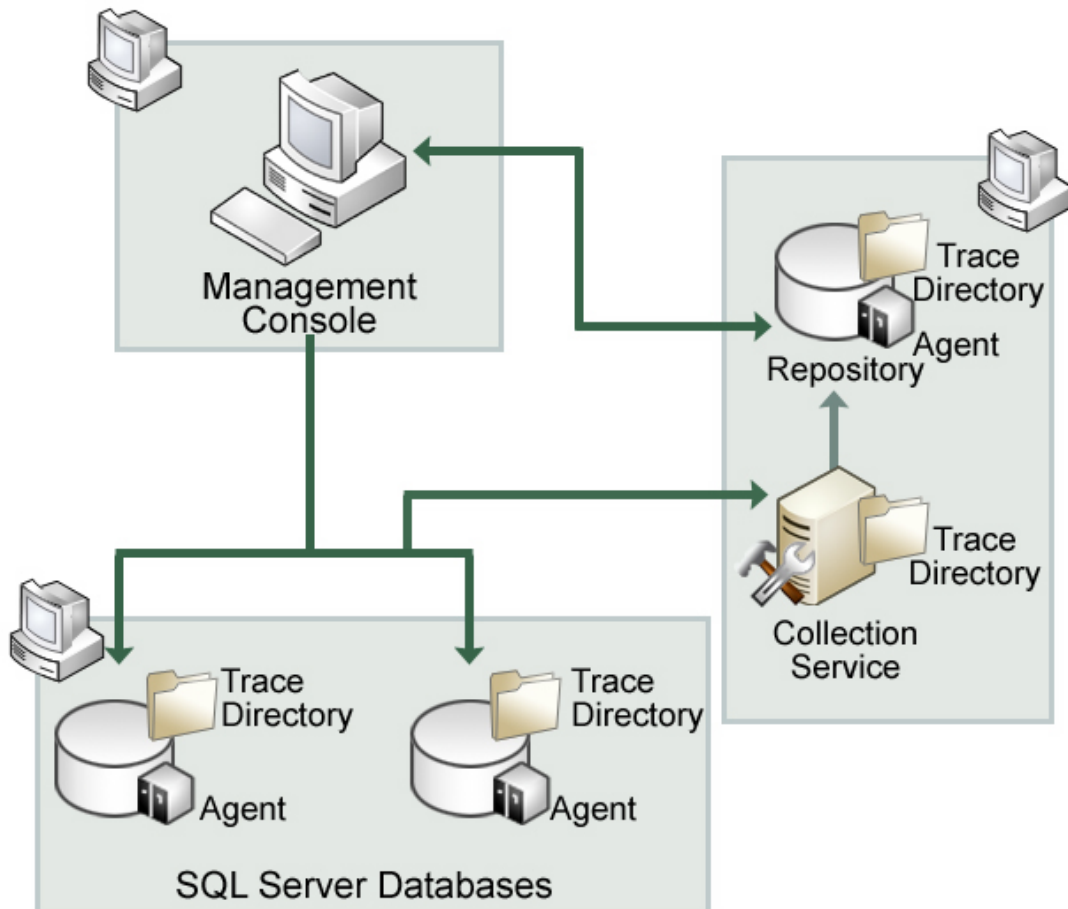 Management
Console
Trace
Directory
Agent
Repository
Trace
Directory
Collection
Service
Trace
Directory
Agent
Trace
Directory
Agent
SQL Server Databases